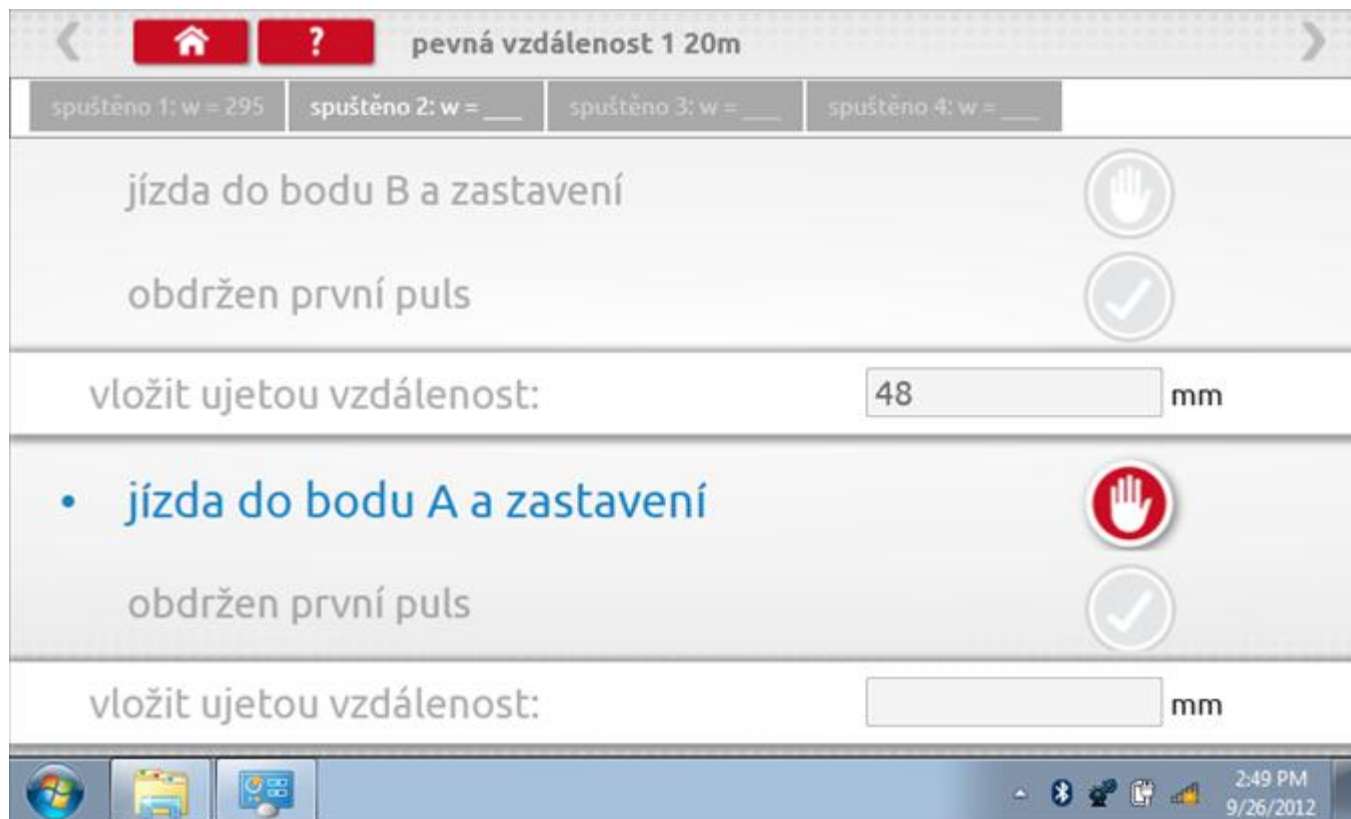 ? pevná vzdálenost 1 20m
spuštěno 1: w = 295 spuštěno 2: w = ___ spuštěno 3: w = ___ spuštěno 4: w = ___
jízda do bodu B a zastavení
obdržen první puls
vložit ujetou vzdálenost: 48 mm
• jízda do bodu A a zastavení
obdržen první puls
vložit ujetou vzdálenost: mm
2:49 PM
9/26/2012